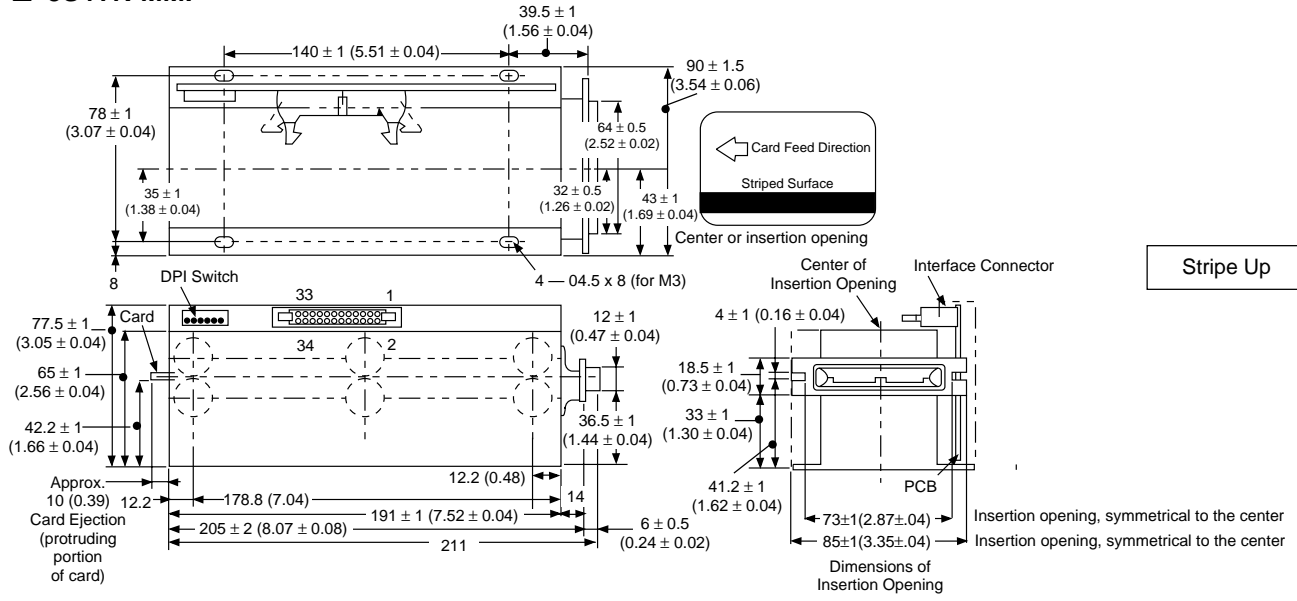 39.5 ± 1
(1.56 ± 0.04)
140 ± 1 (5.51 ± 0.04)
90 ± 1.5
(3.54 ± 0.06)
78 ± 1
(3.07 ± 0.04)
64 ± 0.5
(2.52 ± 0.02)
Card Feed Direction
Striped Surface
35 ± 1
(1.38 ± 0.04)
32 ± 0.5
(1.26 ± 0.02)
43 ± 1
(1.69 ± 0.04)
Center or insertion opening
8
4 — 04.5 x 8 (for M3)
Stripe Up
DPI Switch
33
1
34
2
Card
77.5 ± 1
(3.05 ± 0.04)
65 ± 1
(2.56 ± 0.04)
42.2 ± 1
(1.66 ± 0.04)
12 ± 1
(0.47 ± 0.04)
36.5 ± 1
(1.44 ± 0.04)
12.2 (0.48)
Approx.
10 (0.39)
Card Ejection
(protruding
portion
of card)
12.2
178.8 (7.04)
14
191 ± 1 (7.52 ± 0.04)
205 ± 2 (8.07 ± 0.08)
6 ± 0.5
(0.24 ± 0.02)
211
Center of
Insertion Opening
Interface Connector
4 ± 1 (0.16 ± 0.04)
18.5 ± 1
(0.73 ± 0.04)
33 ± 1
(1.30 ± 0.04)
41.2 ± 1
(1.62 ± 0.04)
PCB
73±1(2.87±.04)
Insertion opening, symmetrical to the center
85±1(3.35±.04)
Insertion opening, symmetrical to the center
Dimensions of
Insertion Opening